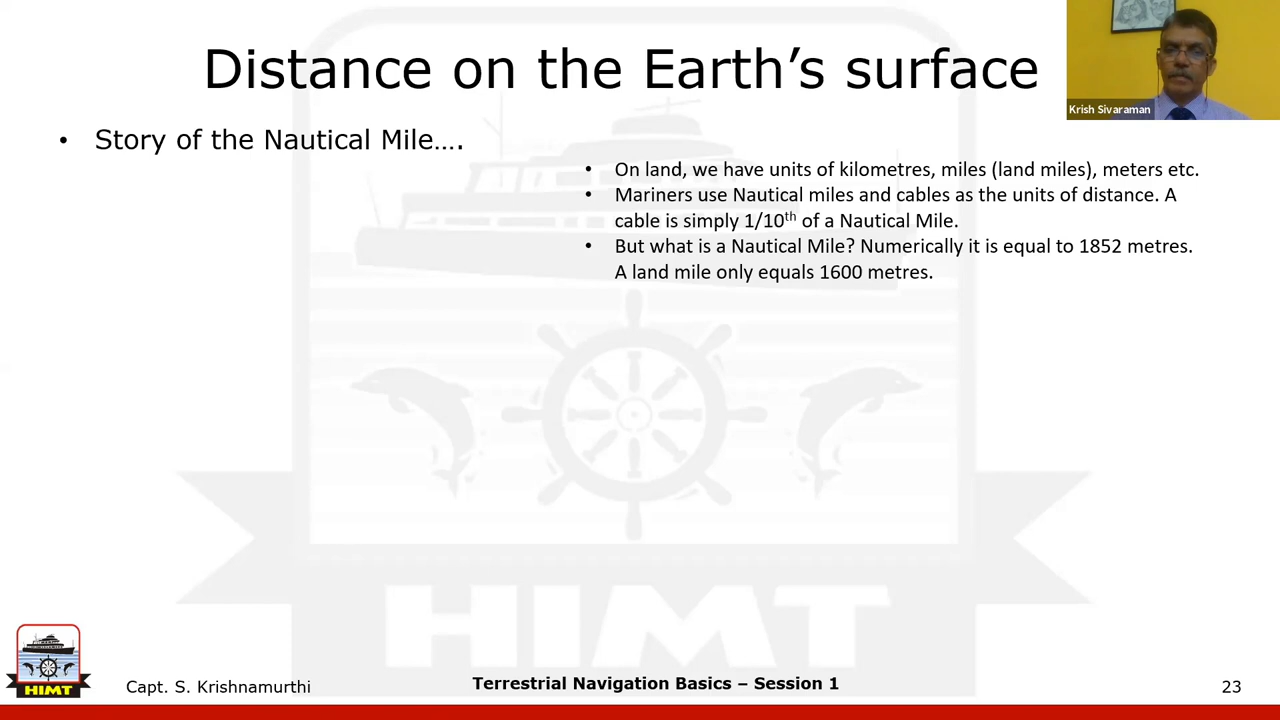 Distance on the Earth's surface
Krish Sivaraman
• Story of the Nautical Mile….
• On land, we have units of kilometres, miles (land miles), meters etc.
• Mariners use Nautical miles and cables as the units of distance. A
cable is simply 1/10th of a Nautical Mile.
• But what is a Nautical Mile? Numerically it is equal to 1852 metres.
A land mile only equals 1600 metres.
HIMT
HIMT
Capt. S. Krishnamurthi
Terrestrial Navigation Basics – Session 1
23